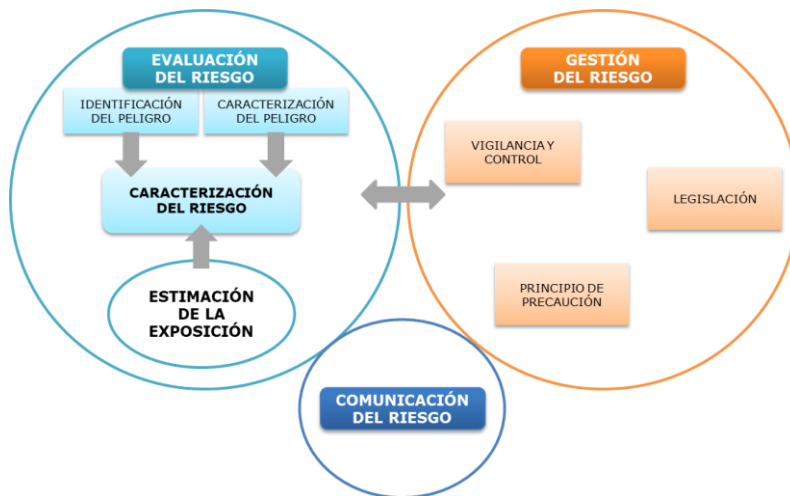 EVALUACIÓN
DEL RIESGO
IDENTIFICACIÓN
DEL PELIGRO
CARACTERIZACIÓN
DEL PELIGRO
CARACTERIZACIÓN
DEL RIESGO
ESTIMACIÓN
DE LA
EXPOSICIÓN
GESTIÓN
DEL RIESGO
VIGILANCIA Y
CONTROL
LEGISLACIÓN
PRINCIPIO DE
PRECAUCIÓN
COMUNICACIÓN
DEL RIESGO